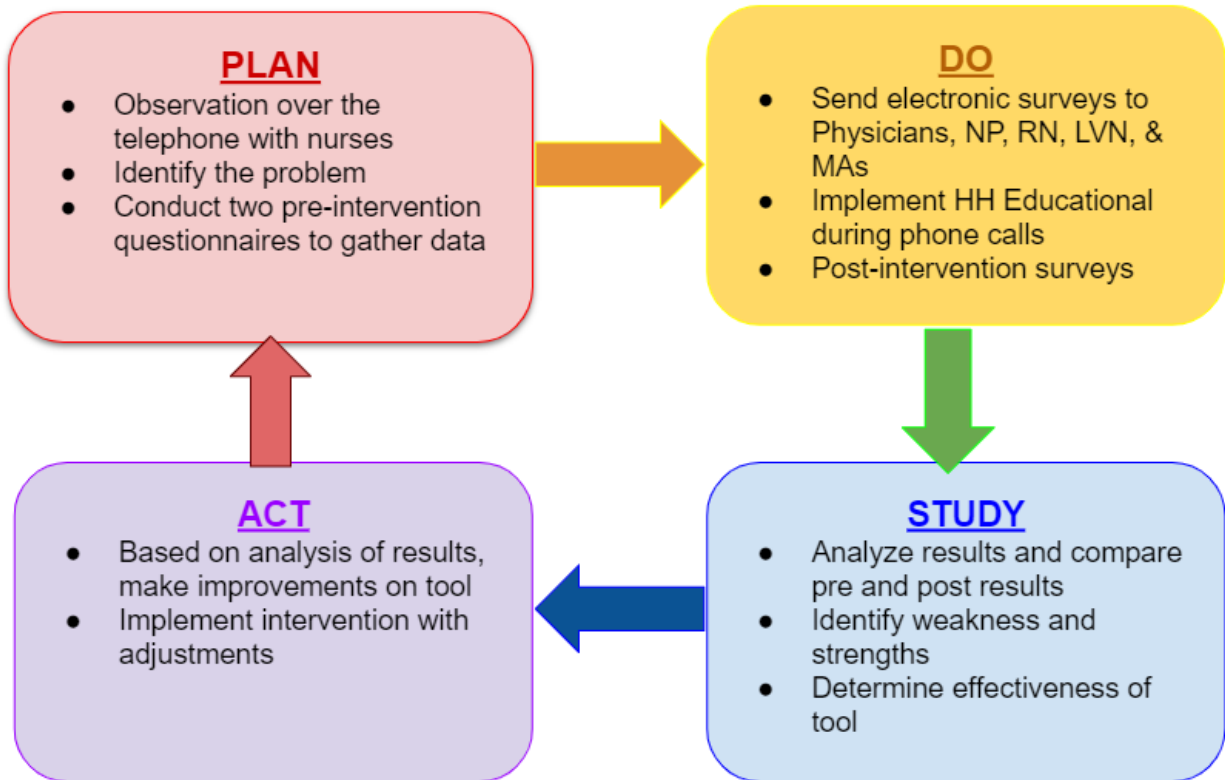 PLAN
● Observation over the
telephone with nurses
● Identify the problem
● Conduct two pre-intervention
questionnaires to gather data
DO
● Send electronic surveys to
Physicians, NP, RN, LVN, &
MAs
● Implement HH Educational
during phone calls
● Post-intervention surveys
STUDY
● Analyze results and compare
pre and post results
● Identify weakness and
strengths
● Determine effectiveness of
tool
ACT
● Based on analysis of results,
make improvements on tool
● Implement intervention with
adjustments